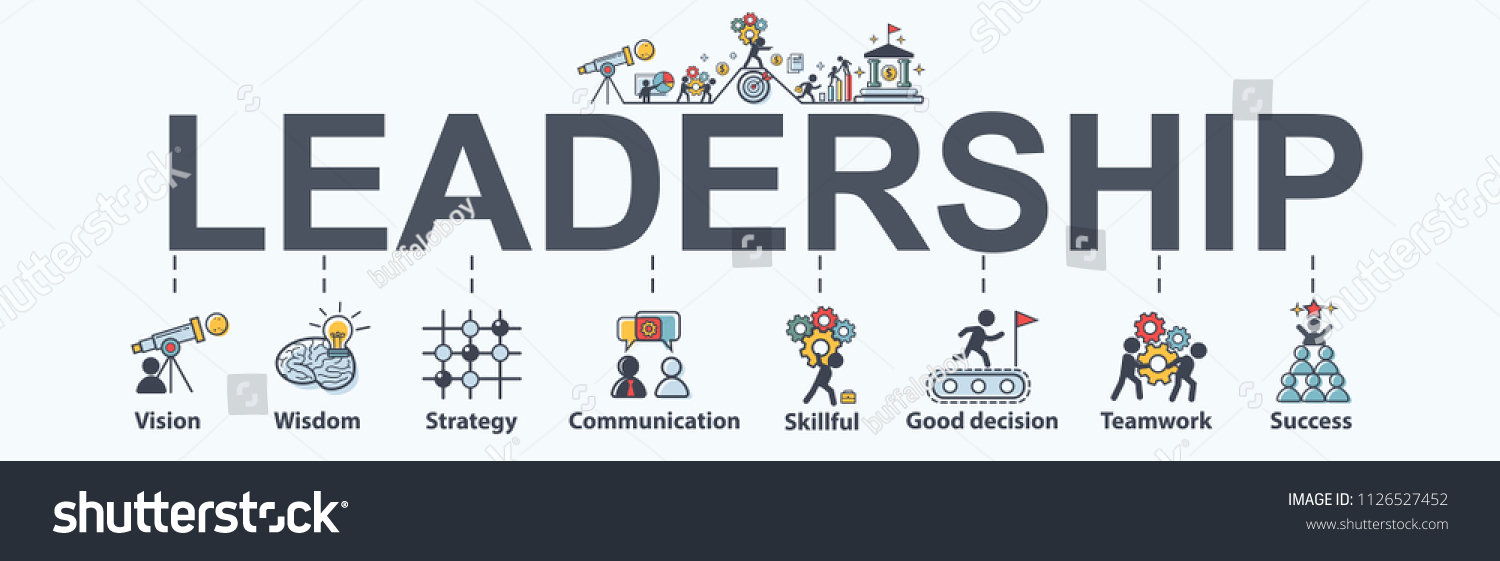 LEADERSHIP
Vision Wisdom Strategy Communication Skillful Good decision Teamwork Success
shutterstock
buffaloboy
buffaloboy
shutterstock
IMAGE ID: 1126527452
www.shutterstock.com